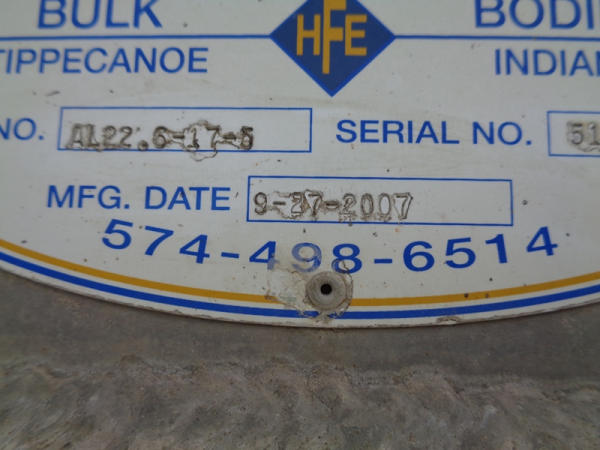 BULK HFE BODI
TIPPECANOE INDIAN
NO. AL22.6-17-5 SERIAL NO. 51
MFG. DATE 9-27-2007
574-498-6514